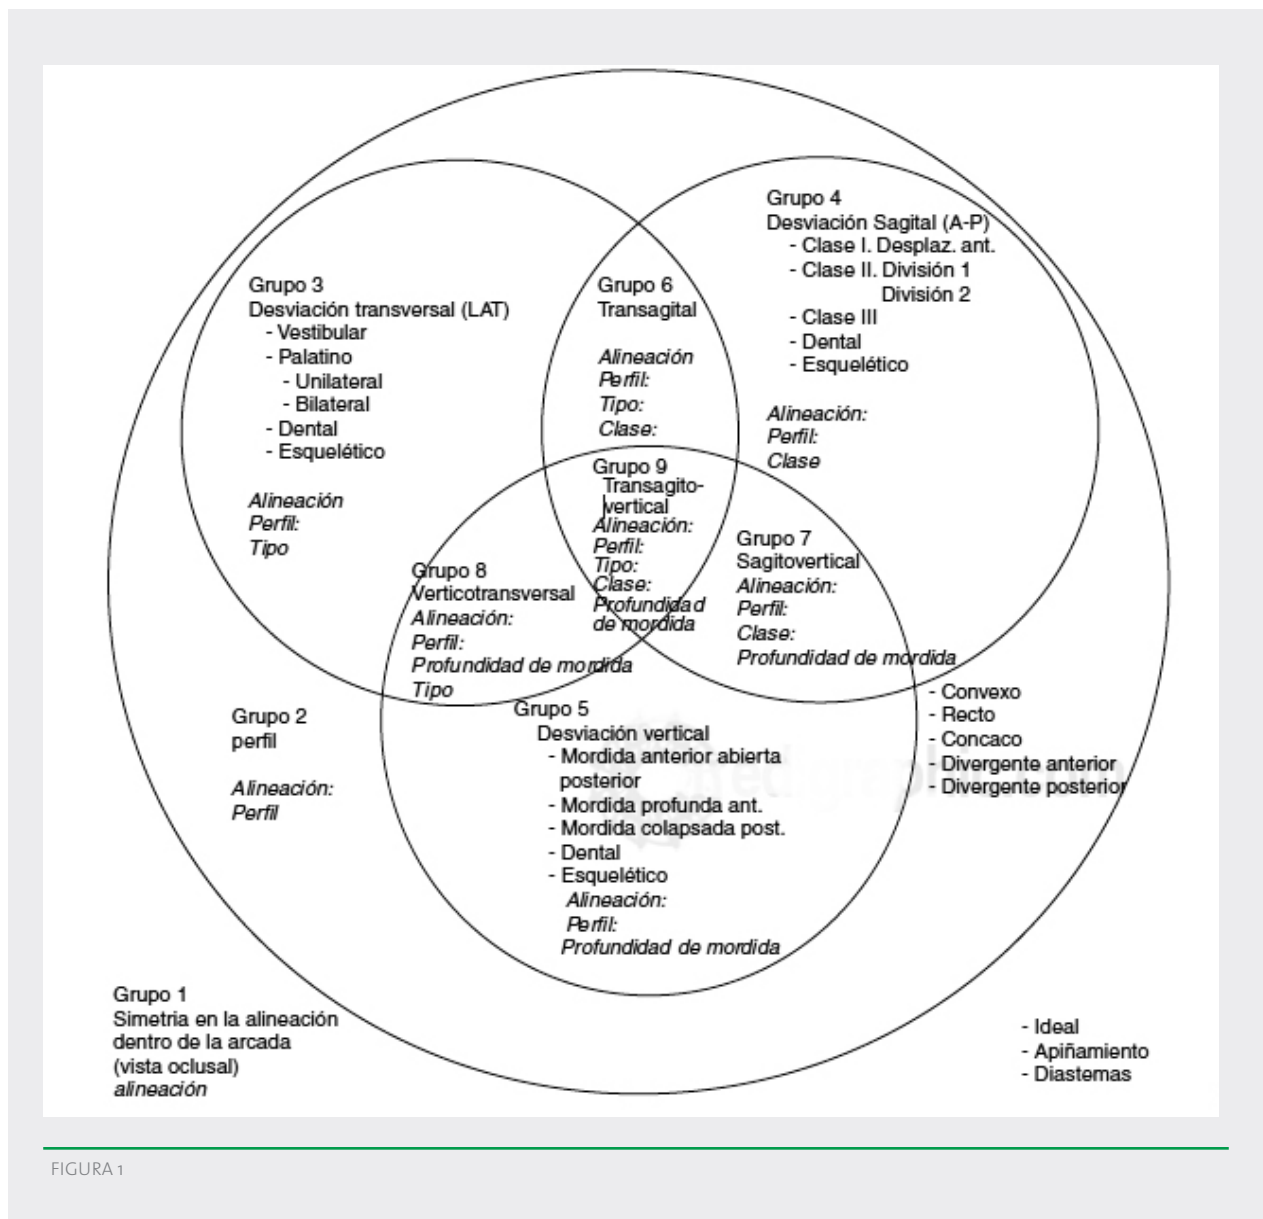 Grupo 4
Desviación Sagital (A-P)
- Clase I. Desplaz. ant.
- Clase II. División 1
División 2
- Clase III
- Dental
- Esquelético
Alineación:
Perfil:
Clase
Grupo 3
Desviación transversal (LAT)
- Vestibular
- Palatino
- Unilateral
- Bilateral
- Dental
- Esquelético
Alineación
Perfil:
Tipo
Grupo 6
Transagital
Alineación
Perfil:
Tipo:
Clase:
Grupo 9
Transagito-
vertical
Alineación:
Perfil:
Tipo:
Clase:
Profundidad
de mordida
Grupo 7
Sagitovertical
Alineación:
Perfil:
Clase:
Profundidad de mordida
Grupo 8
Verticotransversal
Alineación:
Perfil:
Profundidad de mordida
Tipo
Grupo 2
perfil
Alineación:
Perfil
- Convexo
- Recto
- Concaco
- Divergente anterior
- Divergente posterior
Grupo 5
Desviación vertical
- Mordida anterior abierta
posterior
- Mordida profunda ant.
- Mordida colapsada post.
- Dental
- Esquelético
Alineación:
Perfil:
Profundidad de mordida
Grupo 1
Simetria en la alineación
dentro de la arcada
(vista oclusal)
alineación
- Ideal
- Apiñamiento
- Diastemas
FIGURA 1